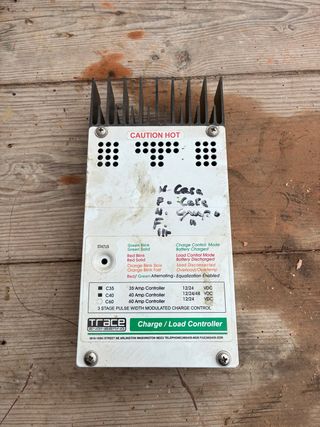 CAUTION HOT
N. Casa
P. Casa
N. Grupo
F. "
STATUS
Green Blink Charge Control Mode
Green Solid Battery Charged
Red Blink Load Control Mode
Red Solid Battery Discharged
Orange Blink Slow Load Disconnected
Orange Blink Fast Overload/Overtemp
Red/ Green Alternating - Equalization Enabled
C35 35 Amp Controller 12/24 VDC
C40 40 Amp Controller 12/24/48 VDC
C60 60 Amp Controller 12/24 VDC
3 STAGE PULSE WIDTH MODULATED CHARGE CONTROL
TRACE
Charge / Load Controller
ARLINGTON WASHINGTON